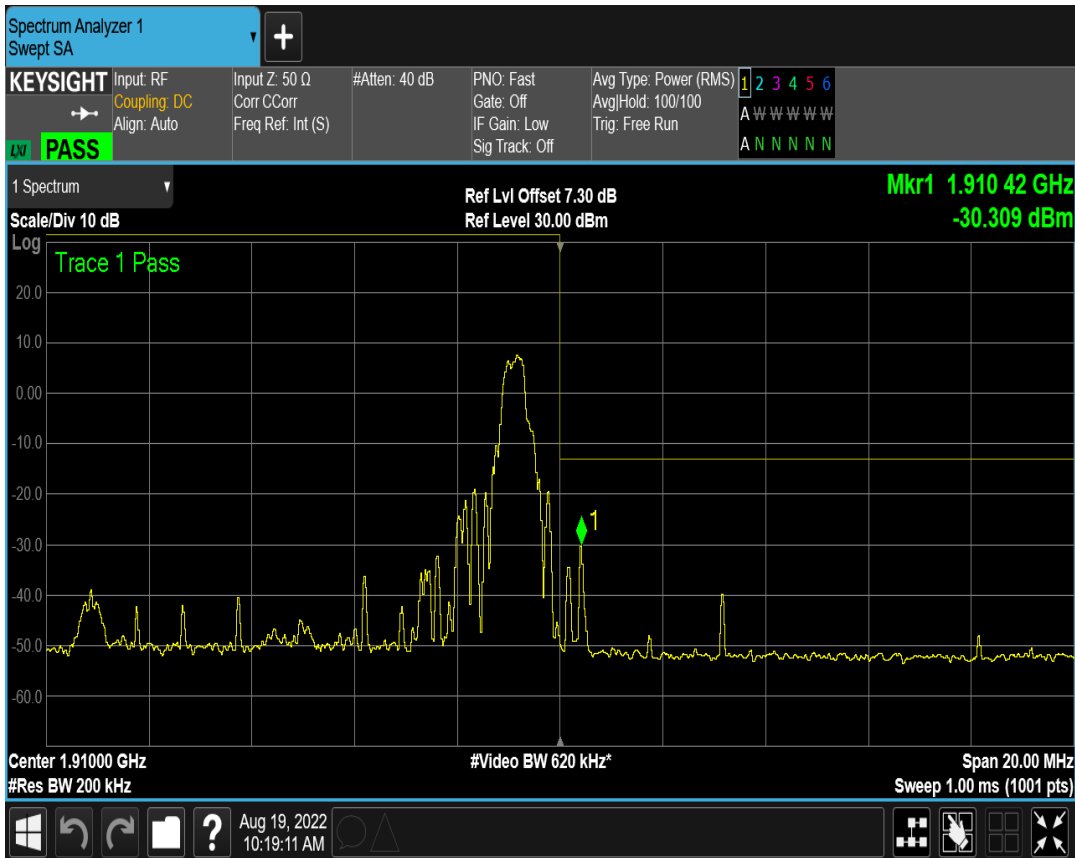 Spectrum Analyzer 1
Swept SA
+
KEYSIGHT
LXI PASS
Input: RF
Coupling: DC
Align: Auto
Input Z: 50 Ω
Corr CCorr
Freq Ref: Int (S)
#Atten: 40 dB
PNO: Fast
Gate: Off
IF Gain: Low
Sig Track: Off
Avg Type: Power (RMS)
Avg|Hold: 100/100
Trig: Free Run
1 2 3 4 5 6
A W W W W W
A N N N N N
1 Spectrum
Scale/Div 10 dB
Ref Lvl Offset 7.30 dB
Ref Level 30.00 dBm
Mkr1 1.910 42 GHz
-30.309 dBm
Log
Trace 1 Pass
20.0
10.0
0.00
-10.0
-20.0
-30.0
-40.0
-50.0
-60.0
1
Center 1.91000 GHz
#Res BW 200 kHz
#Video BW 620 kHz*
Span 20.00 MHz
Sweep 1.00 ms (1001 pts)
?
Aug 19, 2022
10:19:11 AM